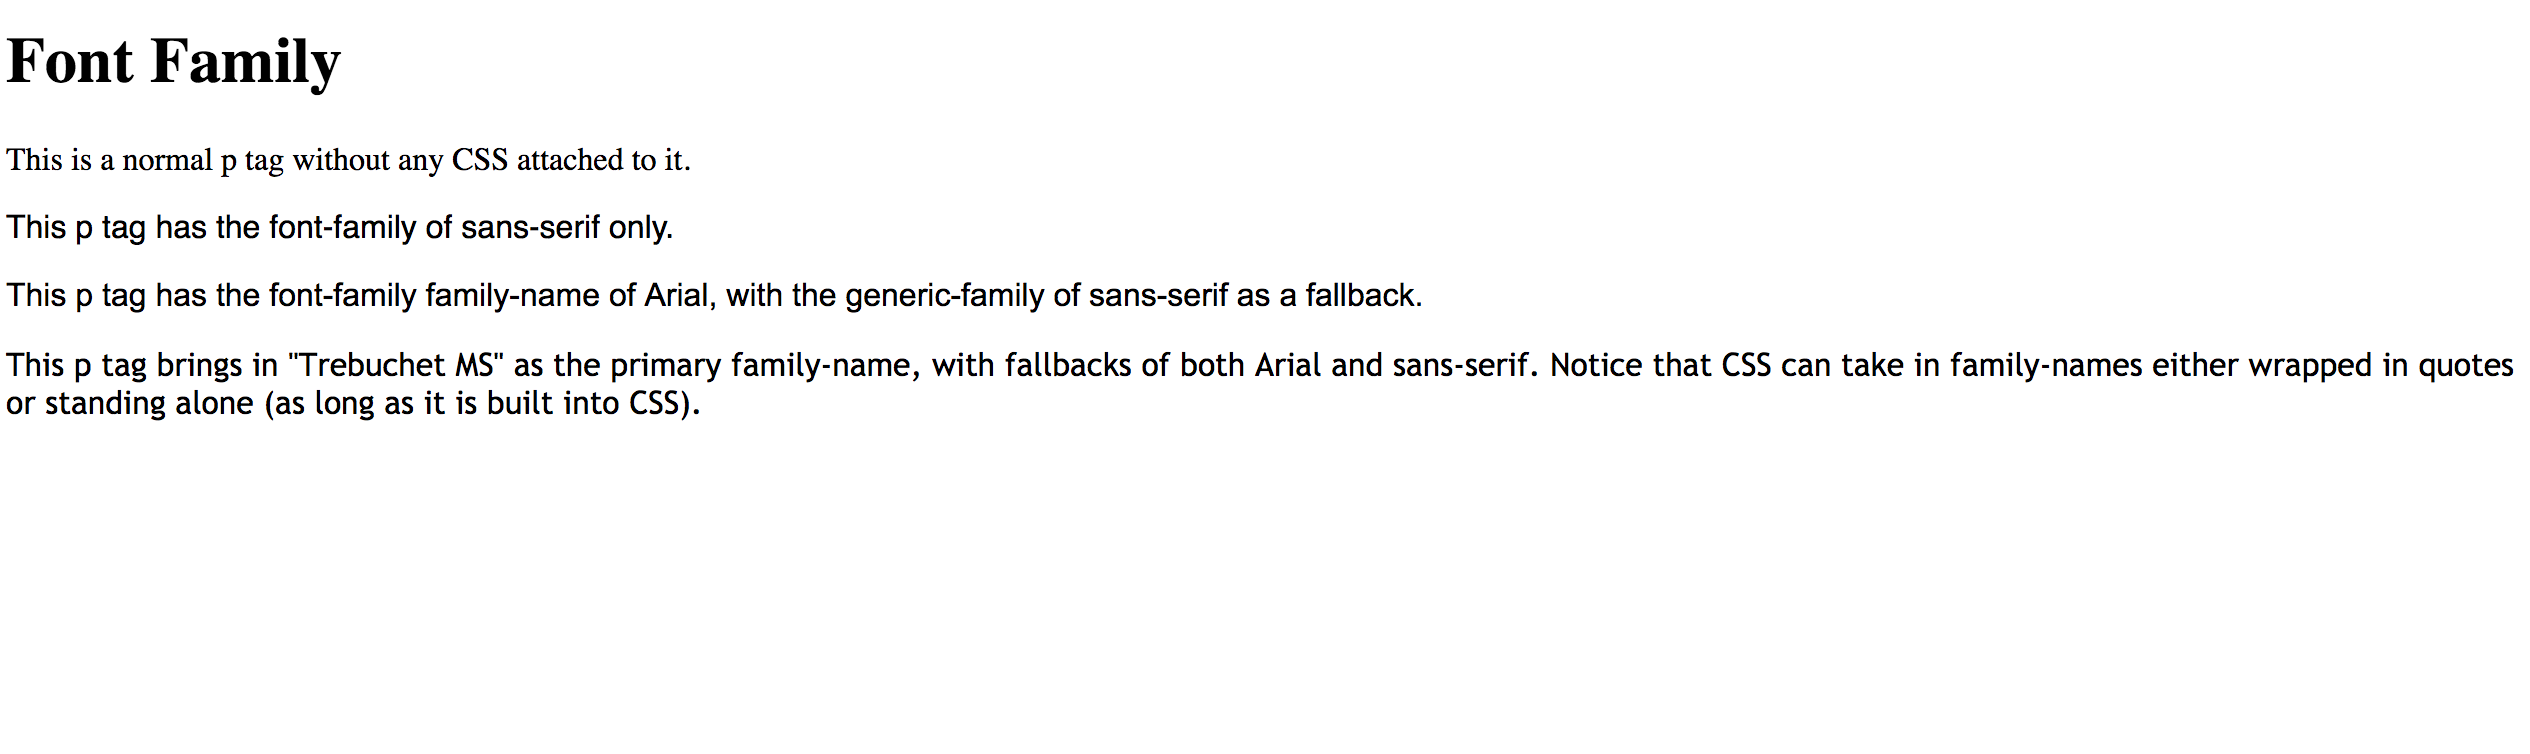 Font Family
This is a normal p tag without any CSS attached to it.
This p tag has the font-family of sans-serif only.
This p tag has the font-family family-name of Arial, with the generic-family of sans-serif as a fallback.
This p tag brings in "Trebuchet MS" as the primary family-name, with fallbacks of both Arial and sans-serif. Notice that CSS can take in family-names either wrapped in quotes
or standing alone (as long as it is built into CSS).